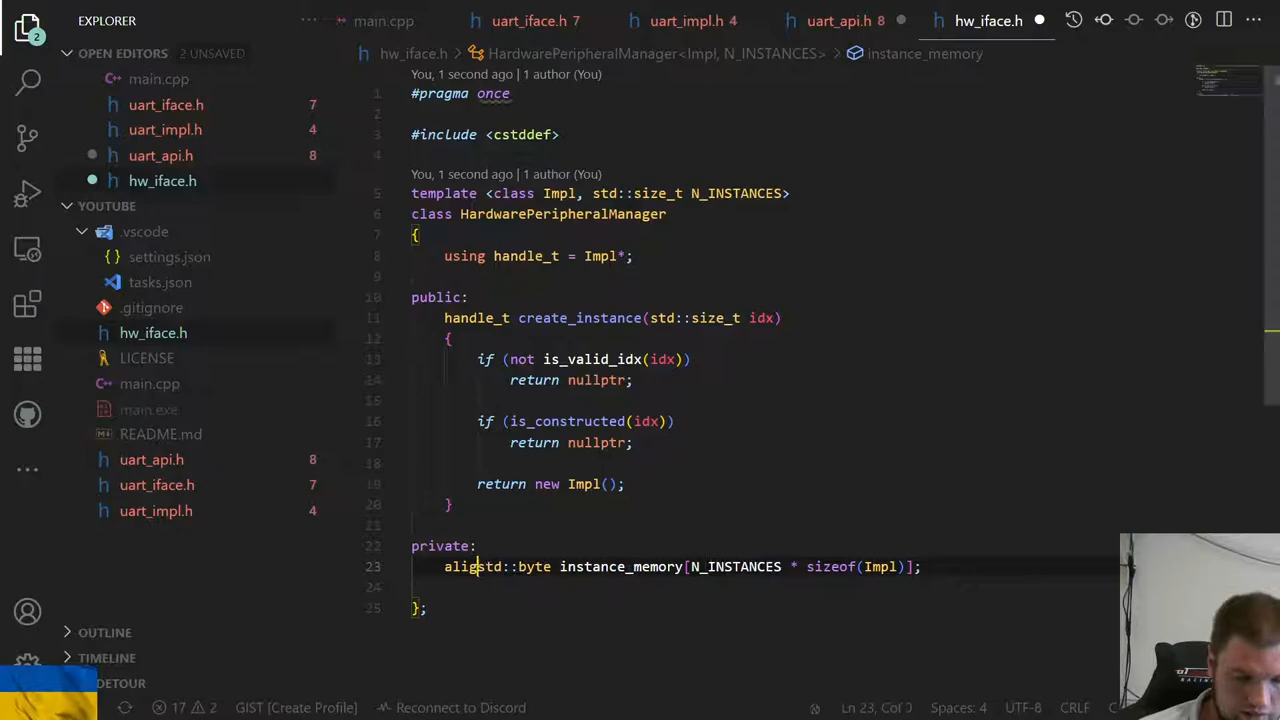 EXPLORER
main.cpp
uart_iface.h 7
uart_impl.h 4
uart_api.h 8
hw_iface.h
OPEN EDITORS 2 UNSAVED
main.cpp
uart_iface.h 7
uart_impl.h 4
uart_api.h 8
hw_iface.h
YOUTUBE
.vscode
settings.json
tasks.json
.gitignore
hw_iface.h
LICENSE
main.cpp
main.exe
README.md
uart_api.h 8
uart_iface.h 7
uart_impl.h 4
OUTLINE
TIMELINE
DETOUR
2
hw_iface.h > HardwarePeripheralManager<Impl, N_INSTANCES> > instance_memory
You, 1 second ago | 1 author (You)
1 #pragma once
2
3 #include <cstddef>
4
You, 1 second ago | 1 author (You)
5 template <class Impl, std::size_t N_INSTANCES>
6 class HardwarePeripheralManager
7 {
8 using handle_t = Impl*;
9
10 public:
11 handle_t create_instance(std::size_t idx)
12 {
13 if (not is_valid_idx(idx))
14 return nullptr;
15
16 if (is_constructed(idx))
17 return nullptr;
18
19 return new Impl();
20 }
21
22 private:
23 aligstd::byte instance_memory[N_INSTANCES * sizeof(Impl)];
24
25 };
17 2 GIST [Create Profile] Reconnect to Discord
Spaces: 4 UTF-8 CRLF